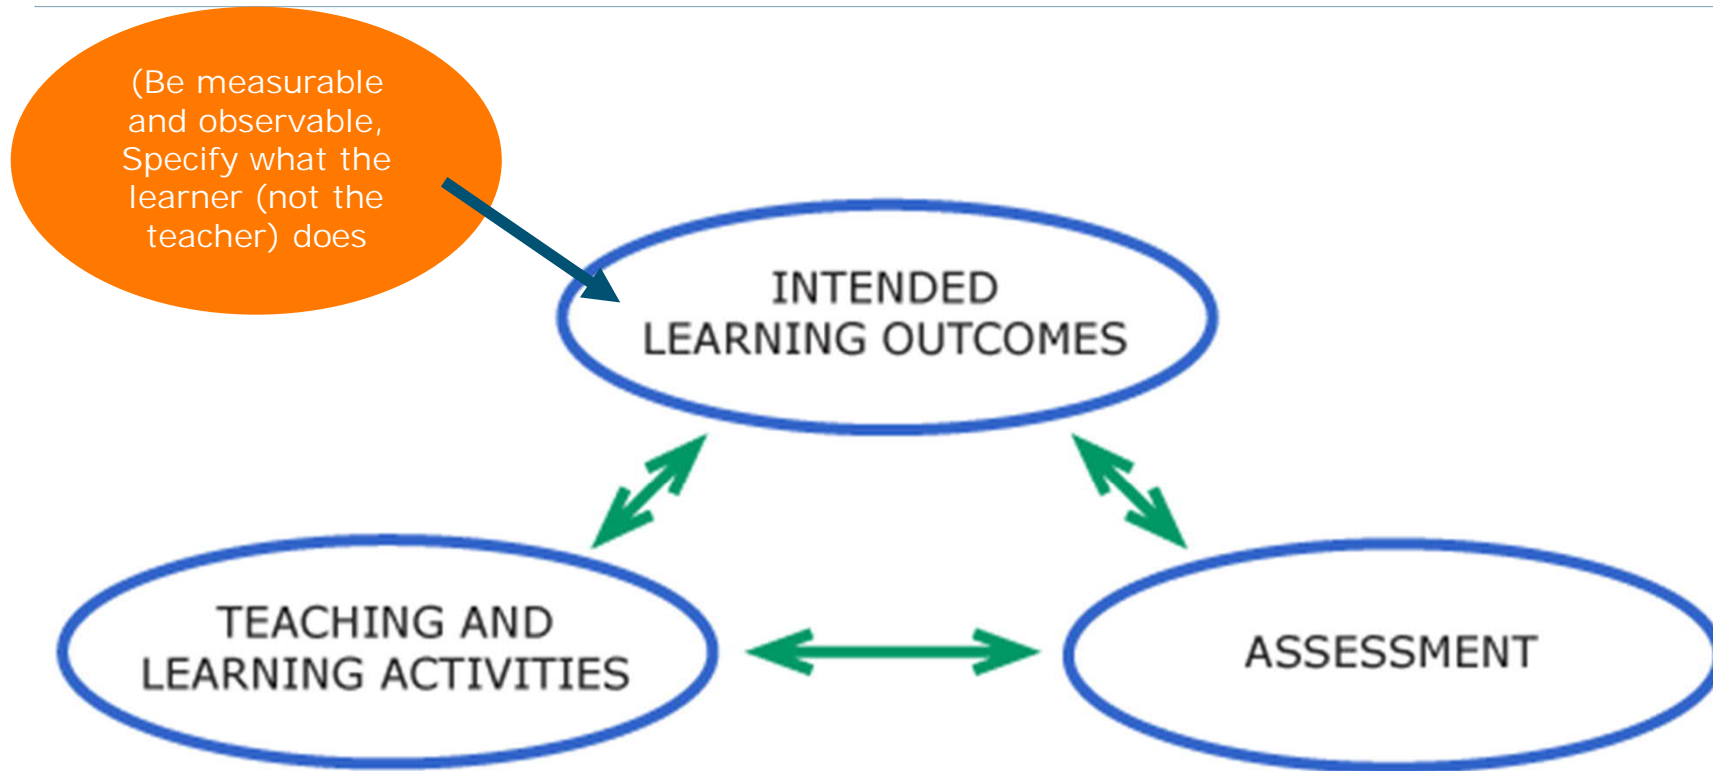 (Be measurable
and observable,
Specify what the
learner (not the
teacher) does
INTENDED
LEARNING OUTCOMES
TEACHING AND
LEARNING ACTIVITIES
ASSESSMENT